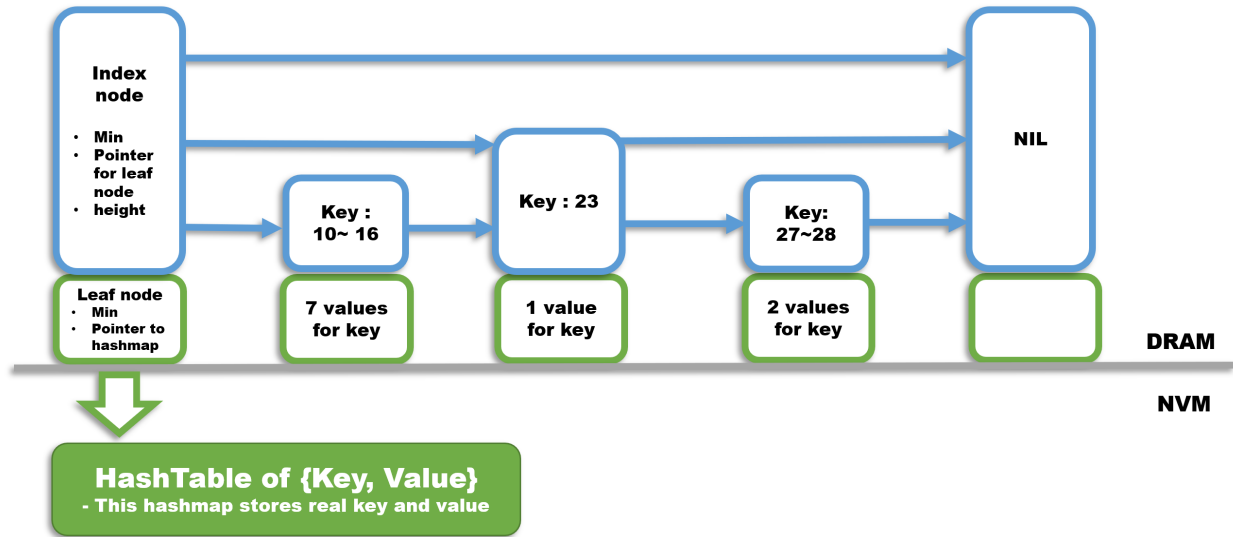 Index
node
• Min
• Pointer
for leaf
node
• height
Key :
10~ 16
Key : 23
Key:
27~28
NIL
Leaf node
• Min
• Pointer to
hashmap
7 values
for key
1 value
for key
2 values
for key
DRAM
NVM
HashTable of {Key, Value}
- This hashmap stores real key and value